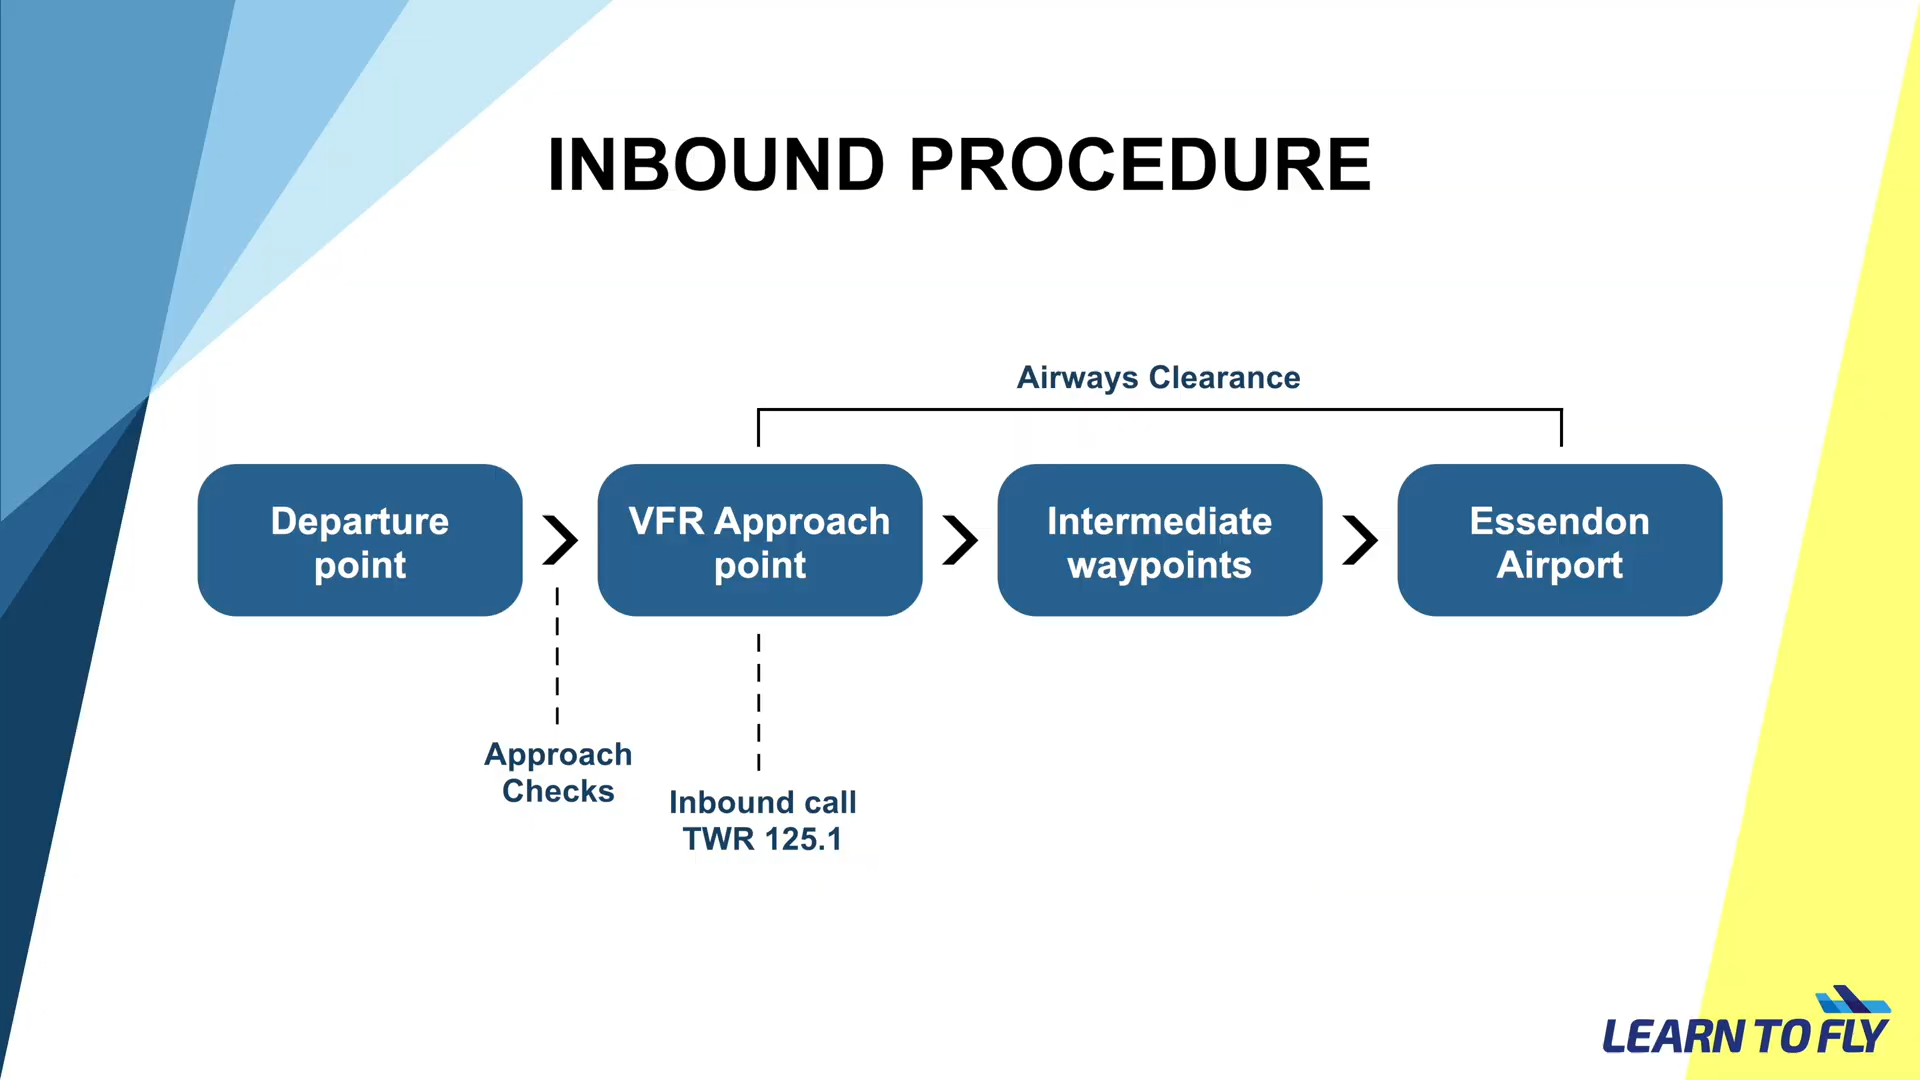 INBOUND PROCEDURE
Airways Clearance
Departure
point
VFR Approach
point
Intermediate
waypoints
Essendon
Airport
Approach
Checks
Inbound call
TWR 125.1
LEARN TO FLY